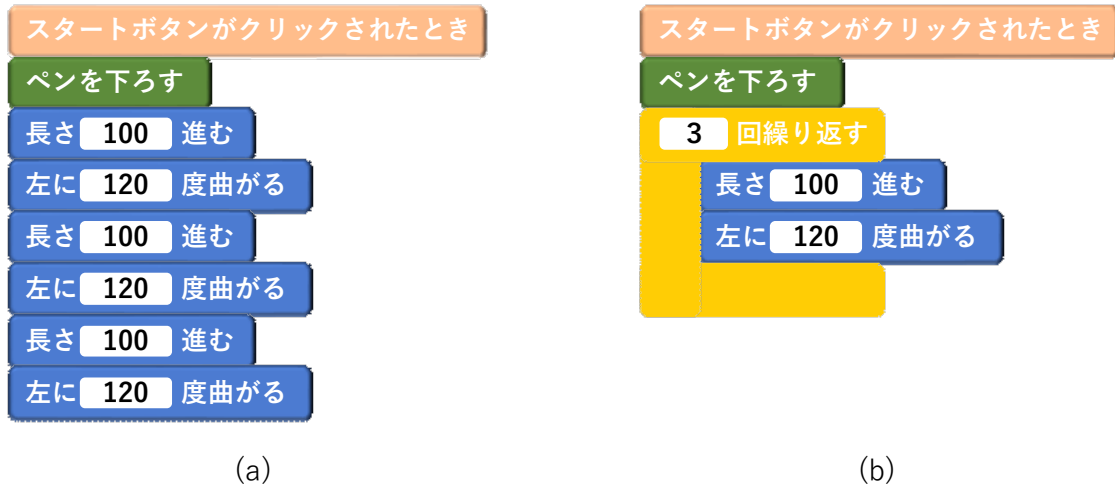 スタートボタンがクリックされたとき
ペンを下ろす
長さ 100 進む
左に 120 度曲がる
長さ 100 進む
左に 120 度曲がる
長さ 100 進む
左に 120 度曲がる
(a)
スタートボタンがクリックされたとき
ペンを下ろす
3 回繰り返す
長さ 100 進む
左に 120 度曲がる
(b)